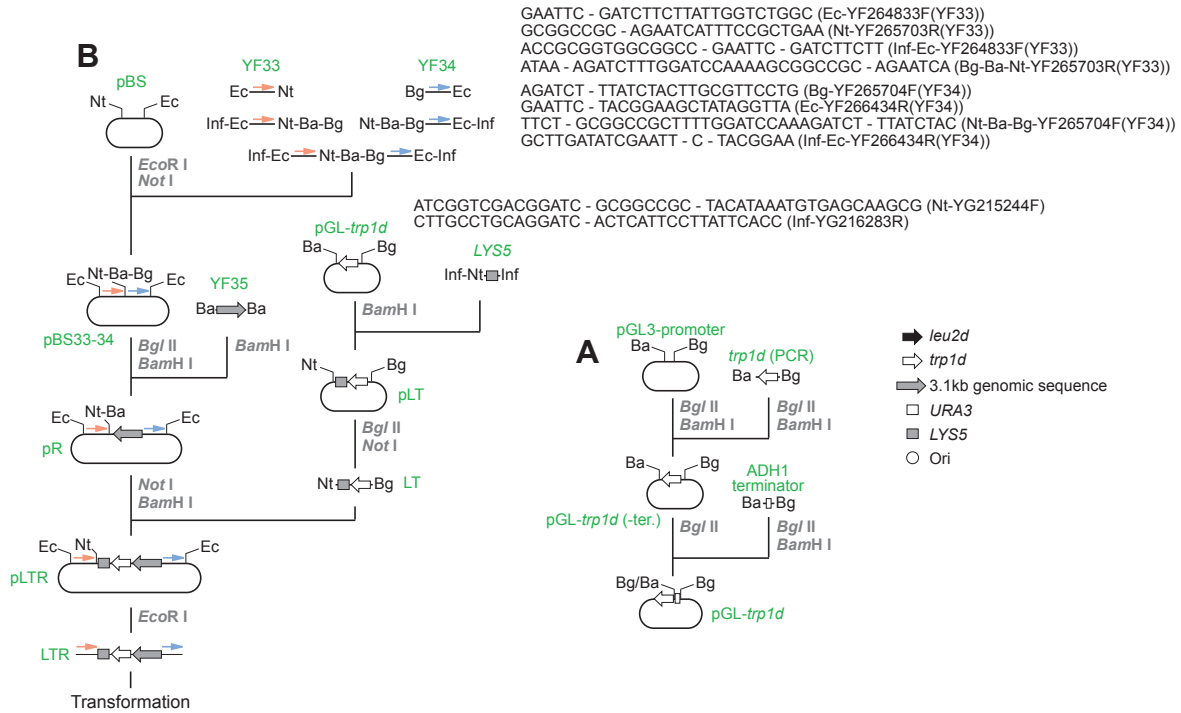 GAATTC - GATCTTCTTATTGGTCTGGC (Ec-YF264833F(YF33))
GCGGCCGC - AGAATCATTTCCGCTGAA (Nt-YF265703R(YF33))
ACCGCGGTGGCGGCC - GAATTC - GATCTTCTT (Inf-Ec-YF264833F(YF33))
ATAA - AGATCTTTGGATCCAAAAGCGGCCGC - AGAATCA (Bg-Ba-Nt-YF265703R(YF33))
AGATCT - TTATCTACTTGCGTTCCTG (Bg-YF265704F(YF34))
GAATTC - TACGGAAGCTATAGGTTA (Ec-YF266434R(YF34))
TTCT - GCGGCCGCTTTTGGATCCAAAGATCT - TTATCTAC (Nt-Ba-Bg-YF265704F(YF34))
GCTTGATATCGAATT - C - TACGGAA (Inf-Ec-YF266434R(YF34))
B
pBS
Nt Ec
YF33
Ec Nt
YF34
Bg Ec
Inf-Ec Nt-Ba-Bg
Nt-Ba-Bg Ec-Inf
Inf-Ec Nt-Ba-Bg Ec-Inf
EcoR I
Not I
ATCGGTCGACGGATC - GCGGCCGC - TACATAAATGTGAGCAAGCG (Nt-YG215244F)
CTTGCCTGCAGGATC - ACTCATTCCTTATTCACC (Inf-YG216283R)
pGL-trp1d
Ba Bg
LYS5
Inf-Nt Inf
BamH I
Nt-Ba-Bg
Ec Ec
pBS33-34
YF35
Ba Ba
Bgl II
BamH I
BamH I
Nt Bg
pLT
Bgl II
Not I
Nt-Ba
Ec Ec
pR
Not I
BamH I
Nt Bg LT
Ec Nt Ec
pLTR
EcoR I
LTR
Transformation
A
pGL3-promoter
Ba Bg
trp1d (PCR)
Ba Bg
Bgl II
BamH I
Bgl II
BamH I
Ba Bg
pGL-trp1d (-ter.)
ADH1
terminator
Ba Bg
Bgl II
Bgl II
BamH I
Bg/Ba Bg
pGL-trp1d
leu2d
trp1d
3.1kb genomic sequence
URA3
LYS5
Ori